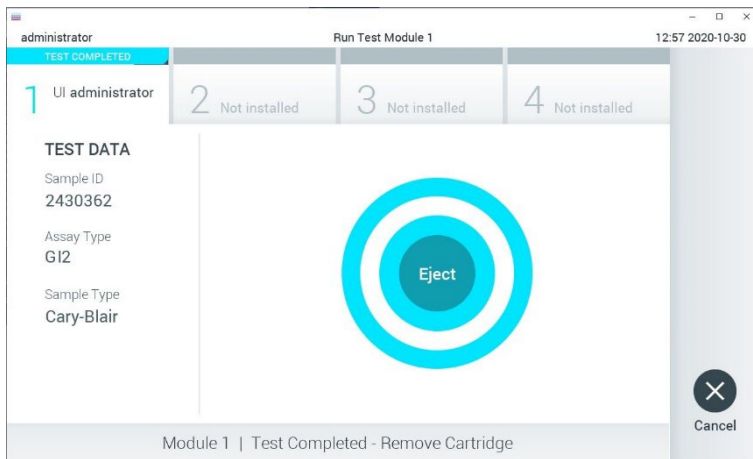 administrator Run Test Module 1 12:57 2020-10-30
TEST COMPLETED
1 UI administrator 2 Not installed 3 Not installed 4 Not installed
TEST DATA
Sample ID
2430362
Assay Type
GI2
Sample Type
Cary-Blair
Eject
Cancel
Module 1 | Test Completed - Remove Cartridge